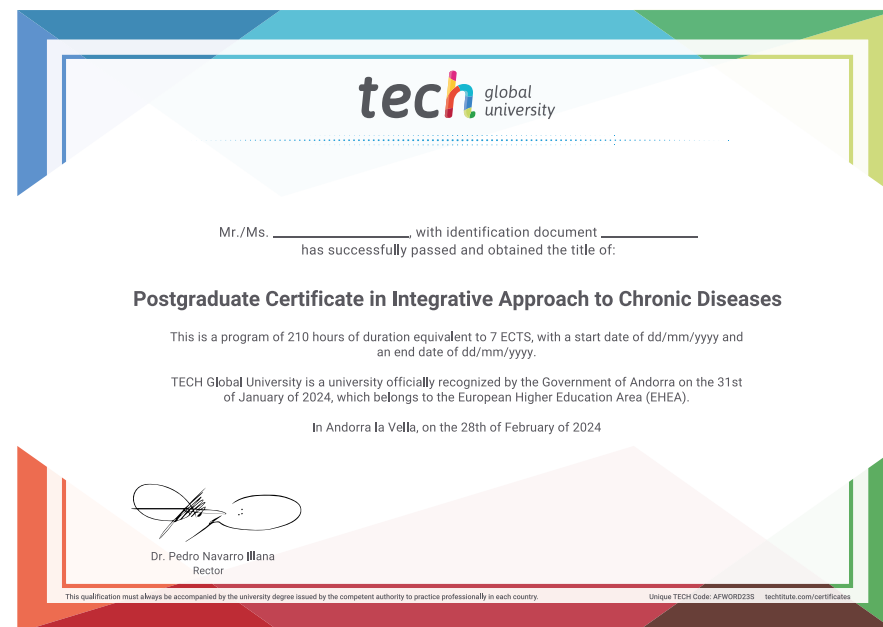 tech global
university
Mr./Ms. ____________________, with identification document ______________
has successfully passed and obtained the title of:
Postgraduate Certificate in Integrative Approach to Chronic Diseases
This is a program of 210 hours of duration equivalent to 7 ECTS, with a start date of dd/mm/yyyy and
an end date of dd/mm/yyyy.
TECH Global University is a university officially recognized by the Government of Andorra on the 31st
of January of 2024, which belongs to the European Higher Education Area (EHEA).
In Andorra la Vella, on the 28th of February of 2024
Dr. Pedro Navarro Illana
Rector
This qualification must always be accompanied by the university degree issued by the competent authority to practice professionally in each country.
Unique TECH Code: AFWORD23S techtitute.com/certificates